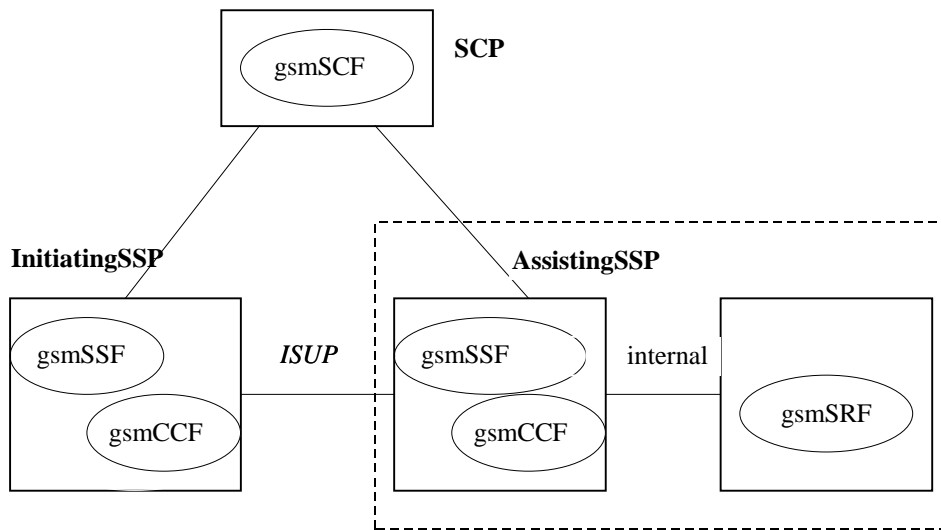 gsmSCF
SCP
InitiatingSSP
AssistingSSP
gsmSSF
ISUP
gsmSSF
internal
gsmCCF
gsmCCF
gsmSRF